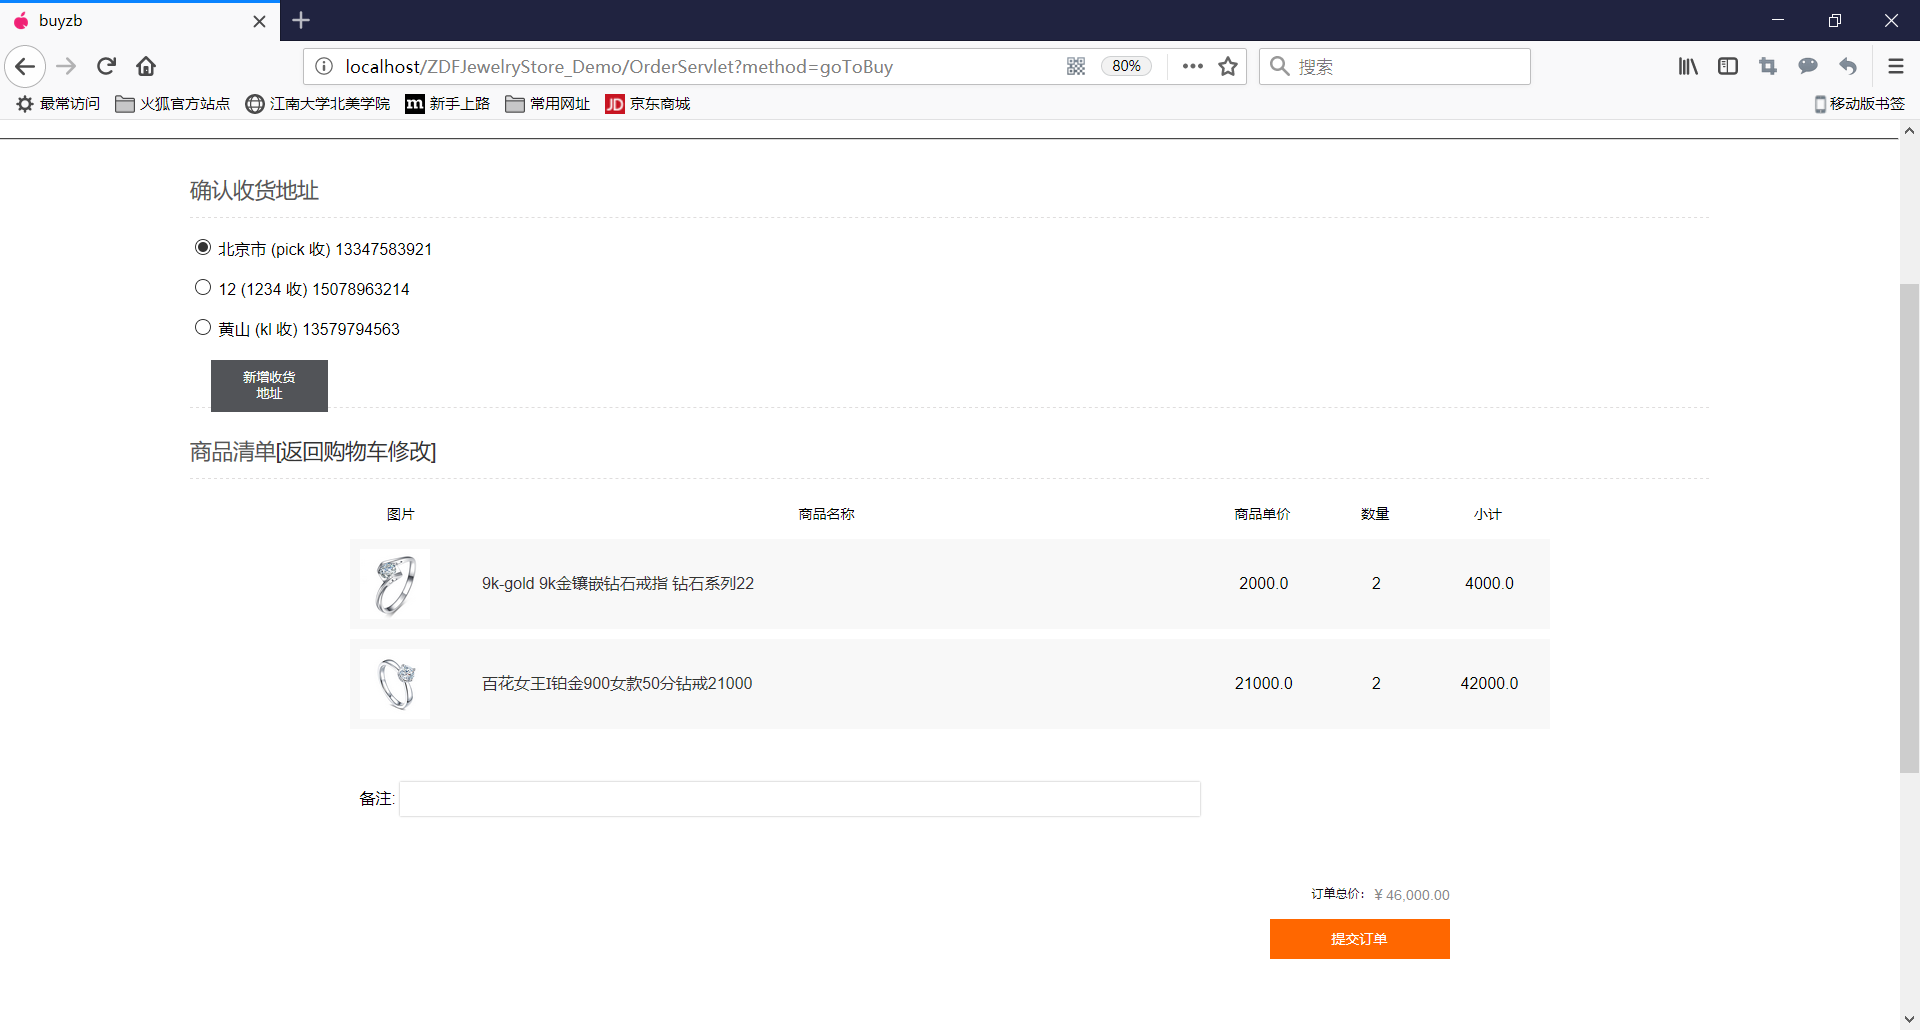 buyzb
localhost/ZDFJewelryStore_Demo/OrderServlet?method=goToBuy
80%
搜索
最常访问
火狐官方站点
江南大学北美学院
m 新手上路
常用网址
JD 京东商城
移动版书签
确认收货地址
北京市 (pick 收) 13347583921
12 (1234 收) 15078963214
黄山 (kl 收) 13579794563
新增收货
地址
商品清单[返回购物车修改]
图片 商品名称 商品单价 数量 小计
9k-gold 9k金镶嵌钻石戒指 钻石系列22 2000.0 2 4000.0
百花女王I铂金900女款50分钻戒21000 21000.0 2 42000.0
备注:
订单总价: ¥ 46,000.00
提交订单